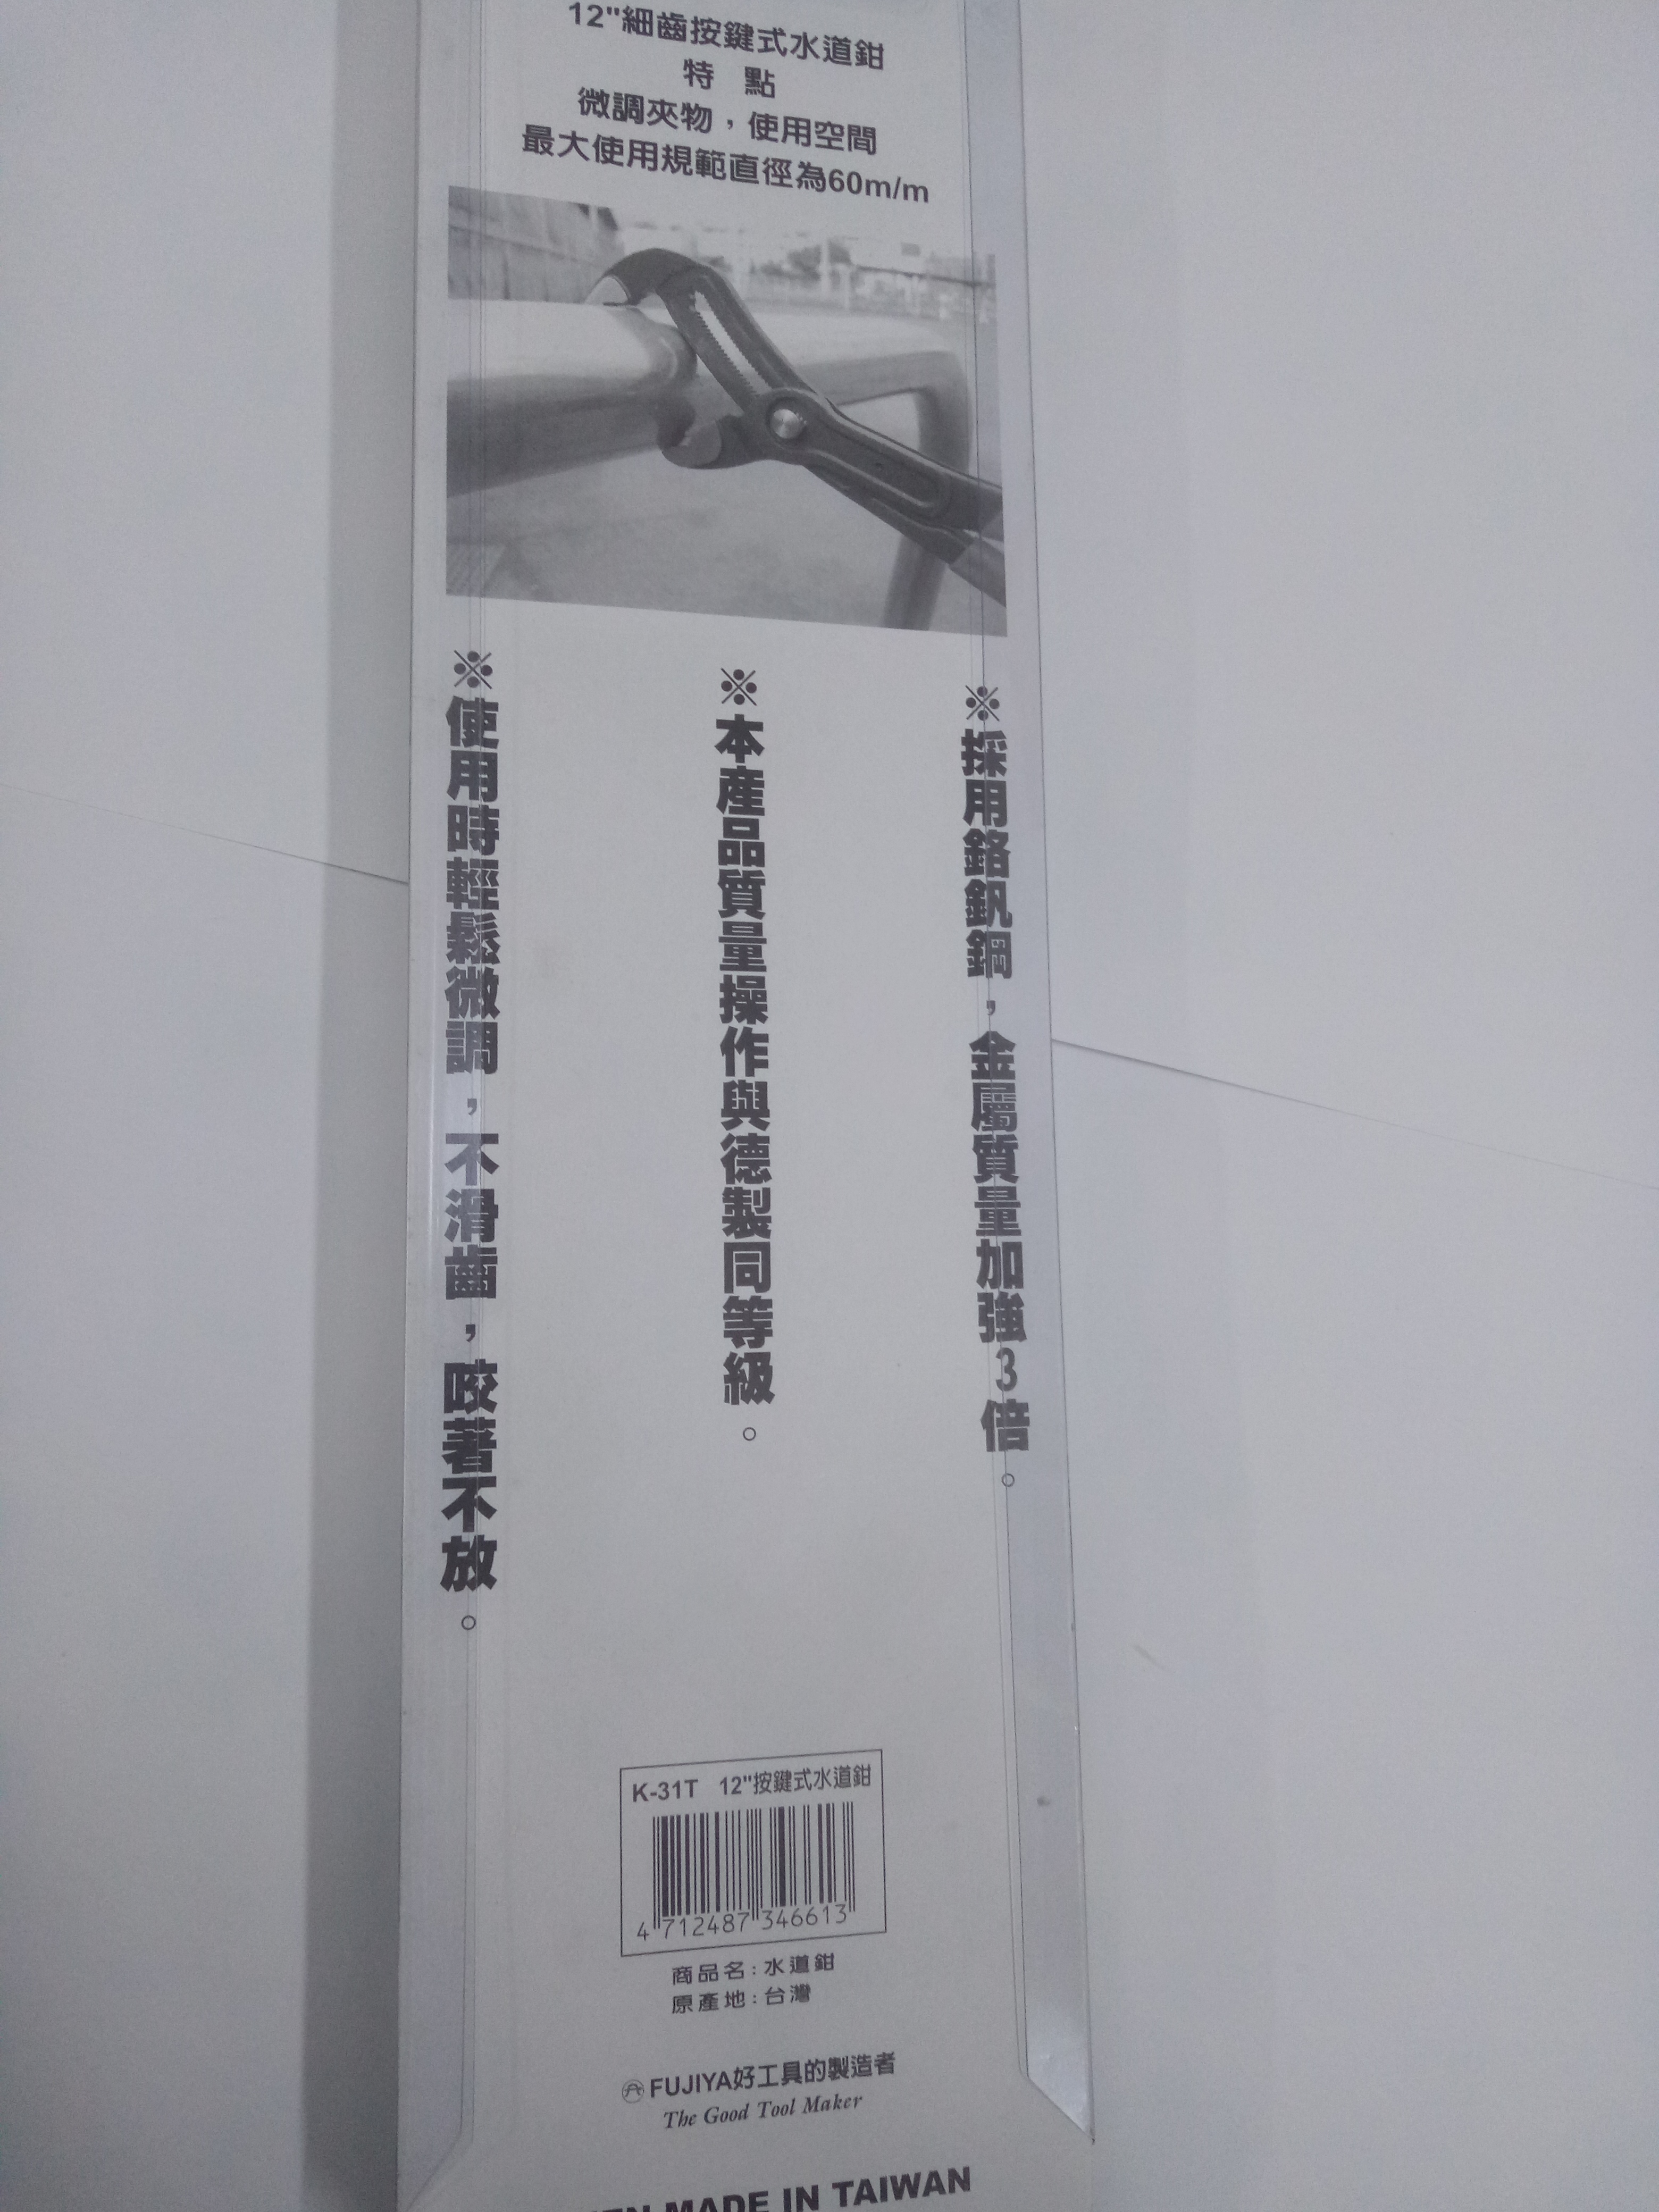 12"細齒按鍵式水道鉗
特 點
微調夾物，使用空間
最大使用規範直徑為60m/m
※採用鉻釩鋼，金屬質量加強3倍。
※本產品質量操作與德製同等級。
※使用時輕鬆微調，不滑齒，咬著不放。
K-31T 12"按鍵式水道鉗
4 712487 346613
商品名:水道鉗
原產地:台灣
FUJIYA好工具的製造者
The Good Tool Maker
MADE IN TAIWAN